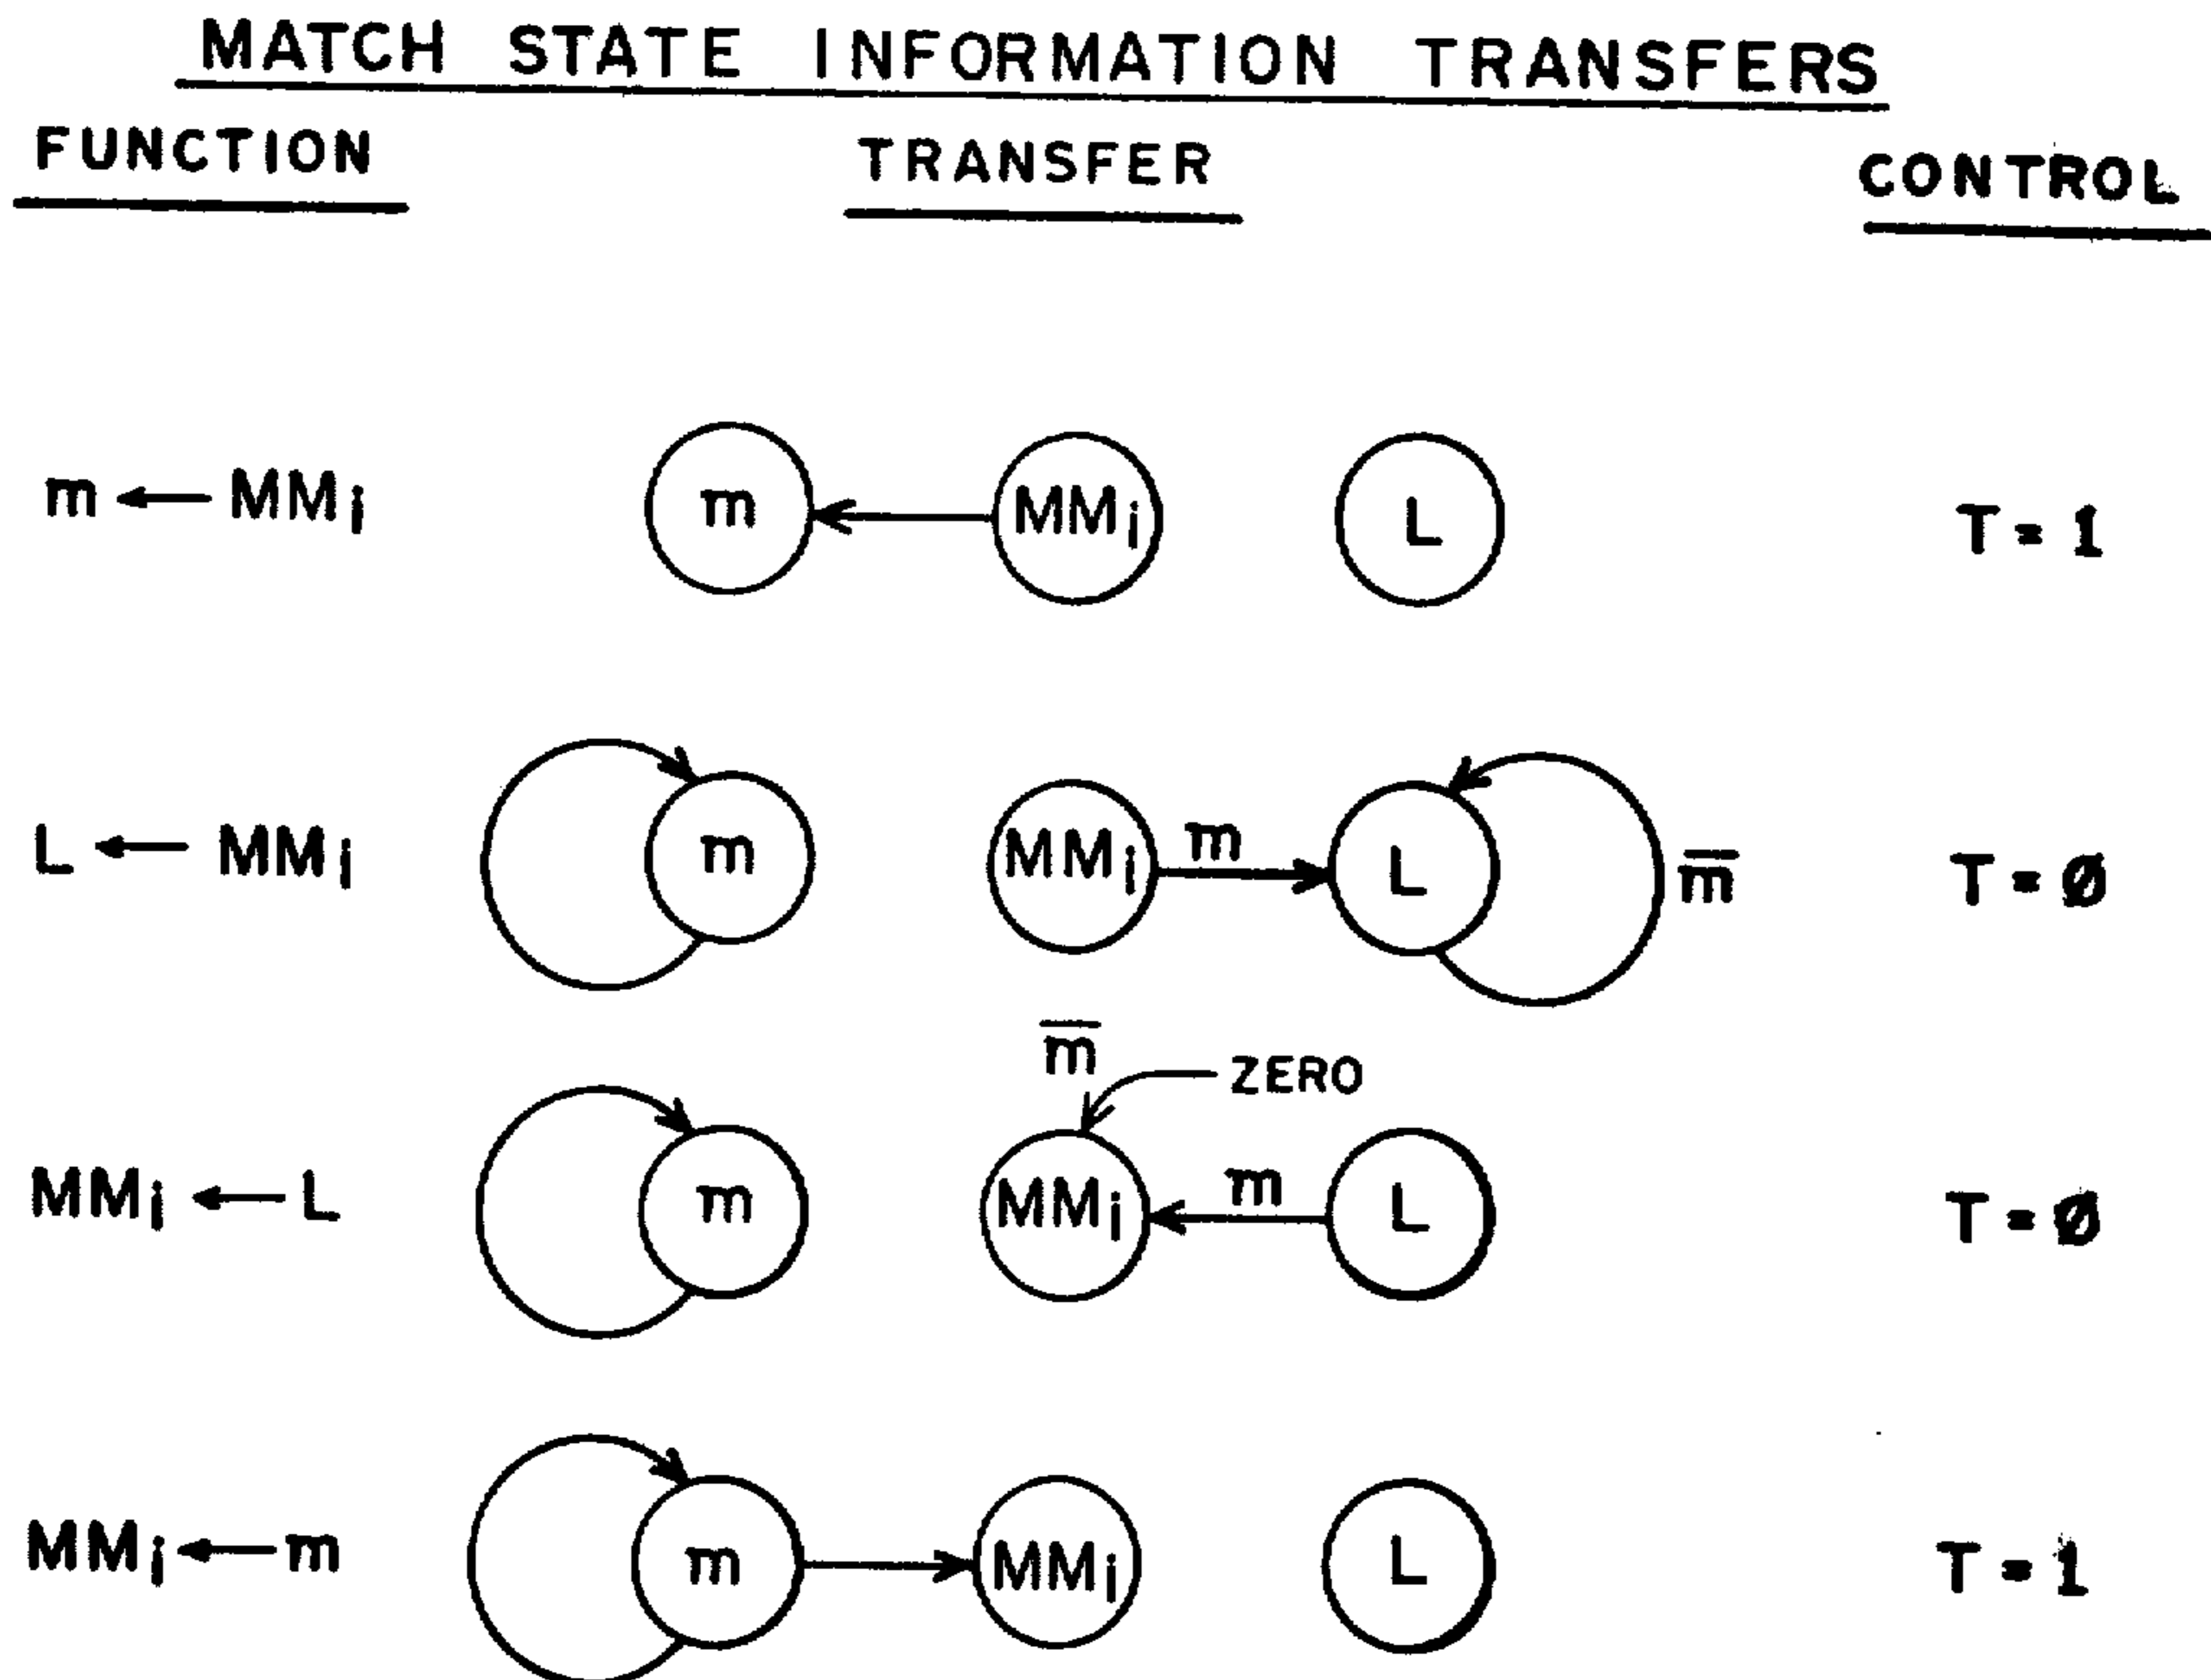 MATCH STATE INFORMATION TRANSFERS
FUNCTION TRANSFER CONTROL
m ← MMi m MMi L T = 1
L ← MMi m MMi m L m̅ T = Ø
m̅ ZERO
MMi ← L m MMi m L T = Ø
MMi ← m m MMi L T = 1